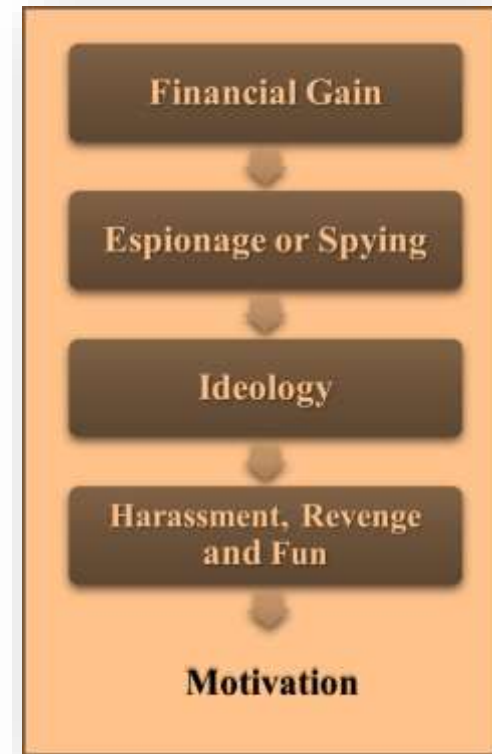 Financial Gain
Espionage or Spying
Ideology
Harassment, Revenge
and Fun
Motivation